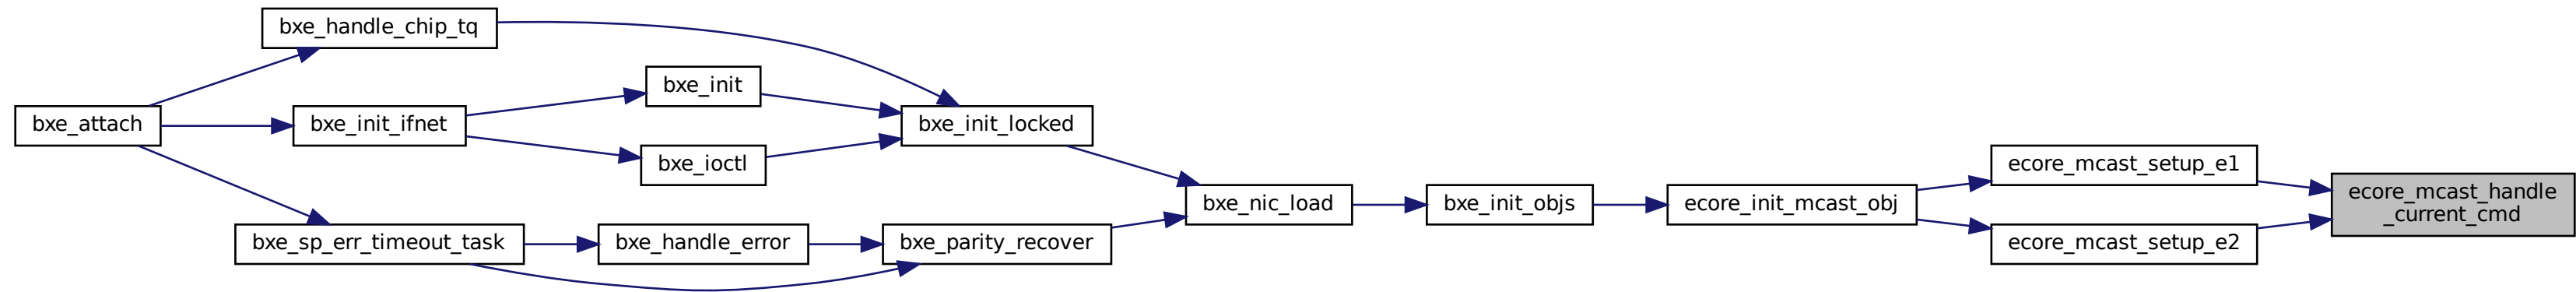 bxe_handle_chip_tq
bxe_init
bxe_attach
bxe_init_ifnet
bxe_init_locked
bxe_ioctl
ecore_mcast_setup_e1
ecore_mcast_handle
_current_cmd
bxe_nic_load
bxe_init_objs
ecore_init_mcast_obj
bxe_sp_err_timeout_task
bxe_handle_error
bxe_parity_recover
ecore_mcast_setup_e2